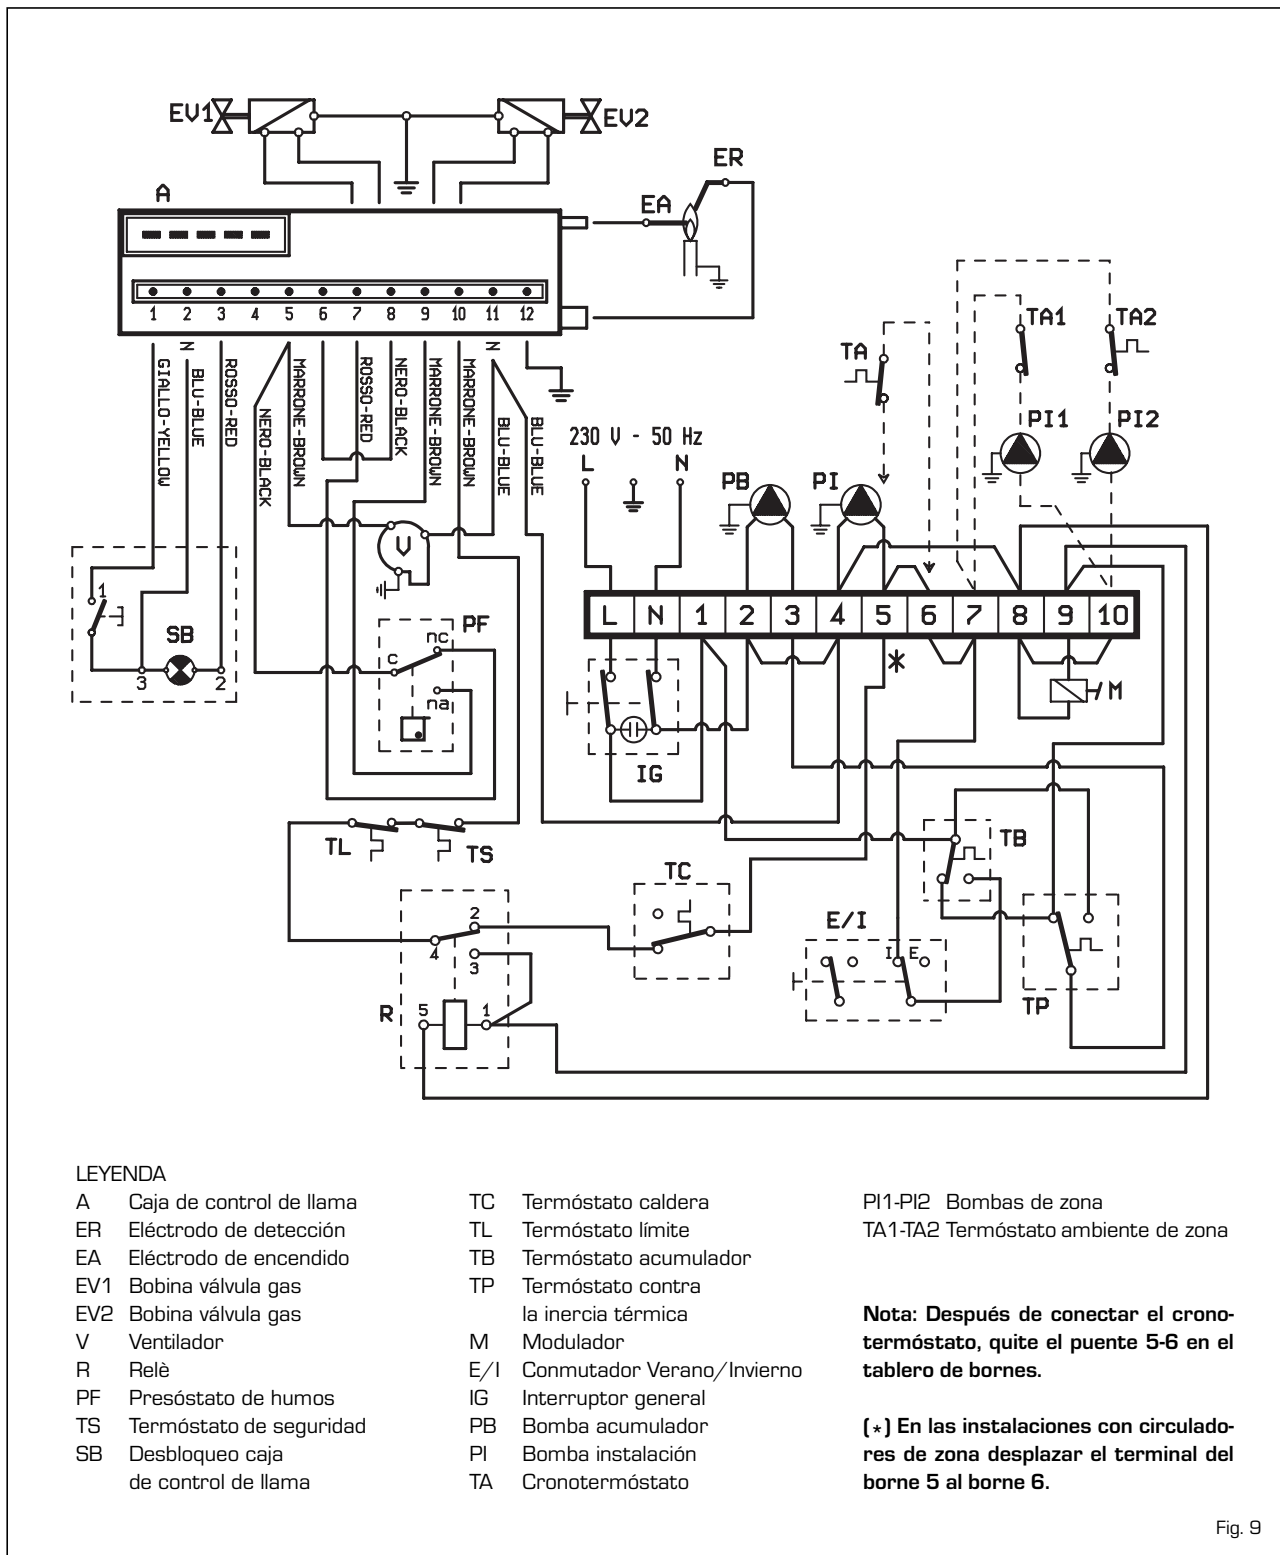 EV1
EV2
ER
A
EA
1 2 3 4 5 6 7 8 9 10 11 12
TA
TA1
TA2
N
N
GIALLO-YELLOW
BLU-BLUE
ROSSO-RED
NERO-BLACK
MARRONE-BROWN
ROSSO-RED
NERO-BLACK
MARRONE-BROWN
MARRONE-BROWN
BLU-BLUE
BLU-BLUE
230 V - 50 Hz
L
N
PI1
PI2
PB
PI
V
1
SB
3
2
PF
nc
c
na
L N 1 2 3 4 5 6 7 8 9 10
*
M
IG
TL
TS
TC
TB
E/I
I
E
TP
2
4
3
R
5
1
LEYENDA
A Caja de control de llama
ER Eléctrodo de detección
EA Eléctrodo de encendido
EV1 Bobina válvula gas
EV2 Bobina válvula gas
V Ventilador
R Relè
PF Presóstato de humos
TS Termóstato de seguridad
SB Desbloqueo caja
de control de llama
TC Termóstato caldera
TL Termóstato límite
TB Termóstato acumulador
TP Termóstato contra
la inercia térmica
M Modulador
E/I Conmutador Verano/Invierno
IG Interruptor general
PB Bomba acumulador
PI Bomba instalación
TA Cronotermóstato
PI1-PI2 Bombas de zona
TA1-TA2 Termóstato ambiente de zona
Nota: Después de conectar el crono-
termóstato, quite el puente 5-6 en el
tablero de bornes.
(*) En las instalaciones con circulado-
res de zona desplazar el terminal del
borne 5 al borne 6.
Fig. 9